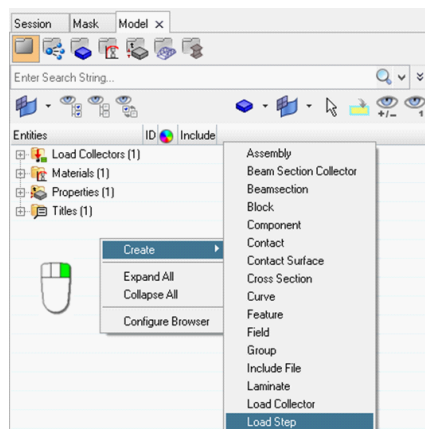 Session Mask Model ×
Enter Search String...
Entities ID Include
Load Collectors (1)
Materials (1)
Properties (1)
Titles (1)
Create
Expand All
Collapse All
Configure Browser
Assembly
Beam Section Collector
Beamsection
Block
Component
Contact
Contact Surface
Cross Section
Curve
Feature
Field
Group
Include File
Laminate
Load Collector
Load Step